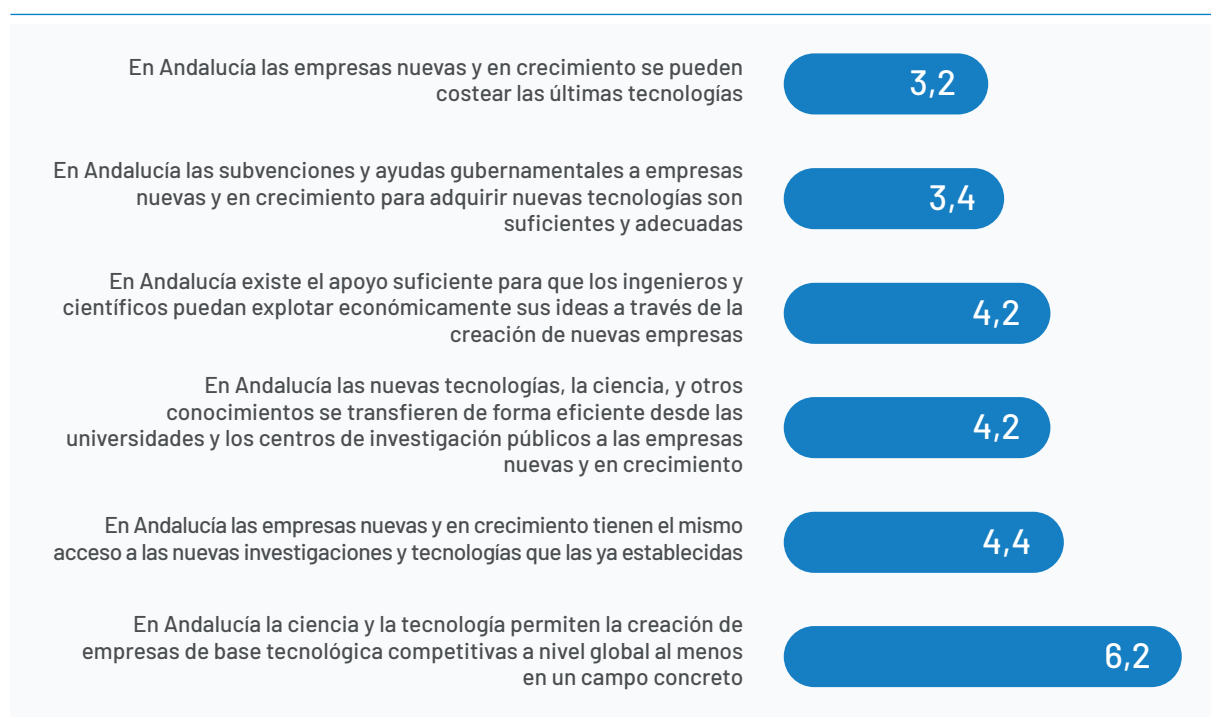 En Andalucía las empresas nuevas y en crecimiento se pueden
costear las últimas tecnologías
3,2
En Andalucía las subvenciones y ayudas gubernamentales a empresas
nuevas y en crecimiento para adquirir nuevas tecnologías son
suficientes y adecuadas
3,4
En Andalucía existe el apoyo suficiente para que los ingenieros y
científicos puedan explotar económicamente sus ideas a través de la
creación de nuevas empresas
4,2
En Andalucía las nuevas tecnologías, la ciencia, y otros
conocimientos se transfieren de forma eficiente desde las
universidades y los centros de investigación públicos a las empresas
nuevas y en crecimiento
4,2
En Andalucía las empresas nuevas y en crecimiento tienen el mismo
acceso a las nuevas investigaciones y tecnologías que las ya establecidas
4,4
En Andalucía la ciencia y la tecnología permiten la creación de
empresas de base tecnológica competitivas a nivel global al menos
en un campo concreto
6,2